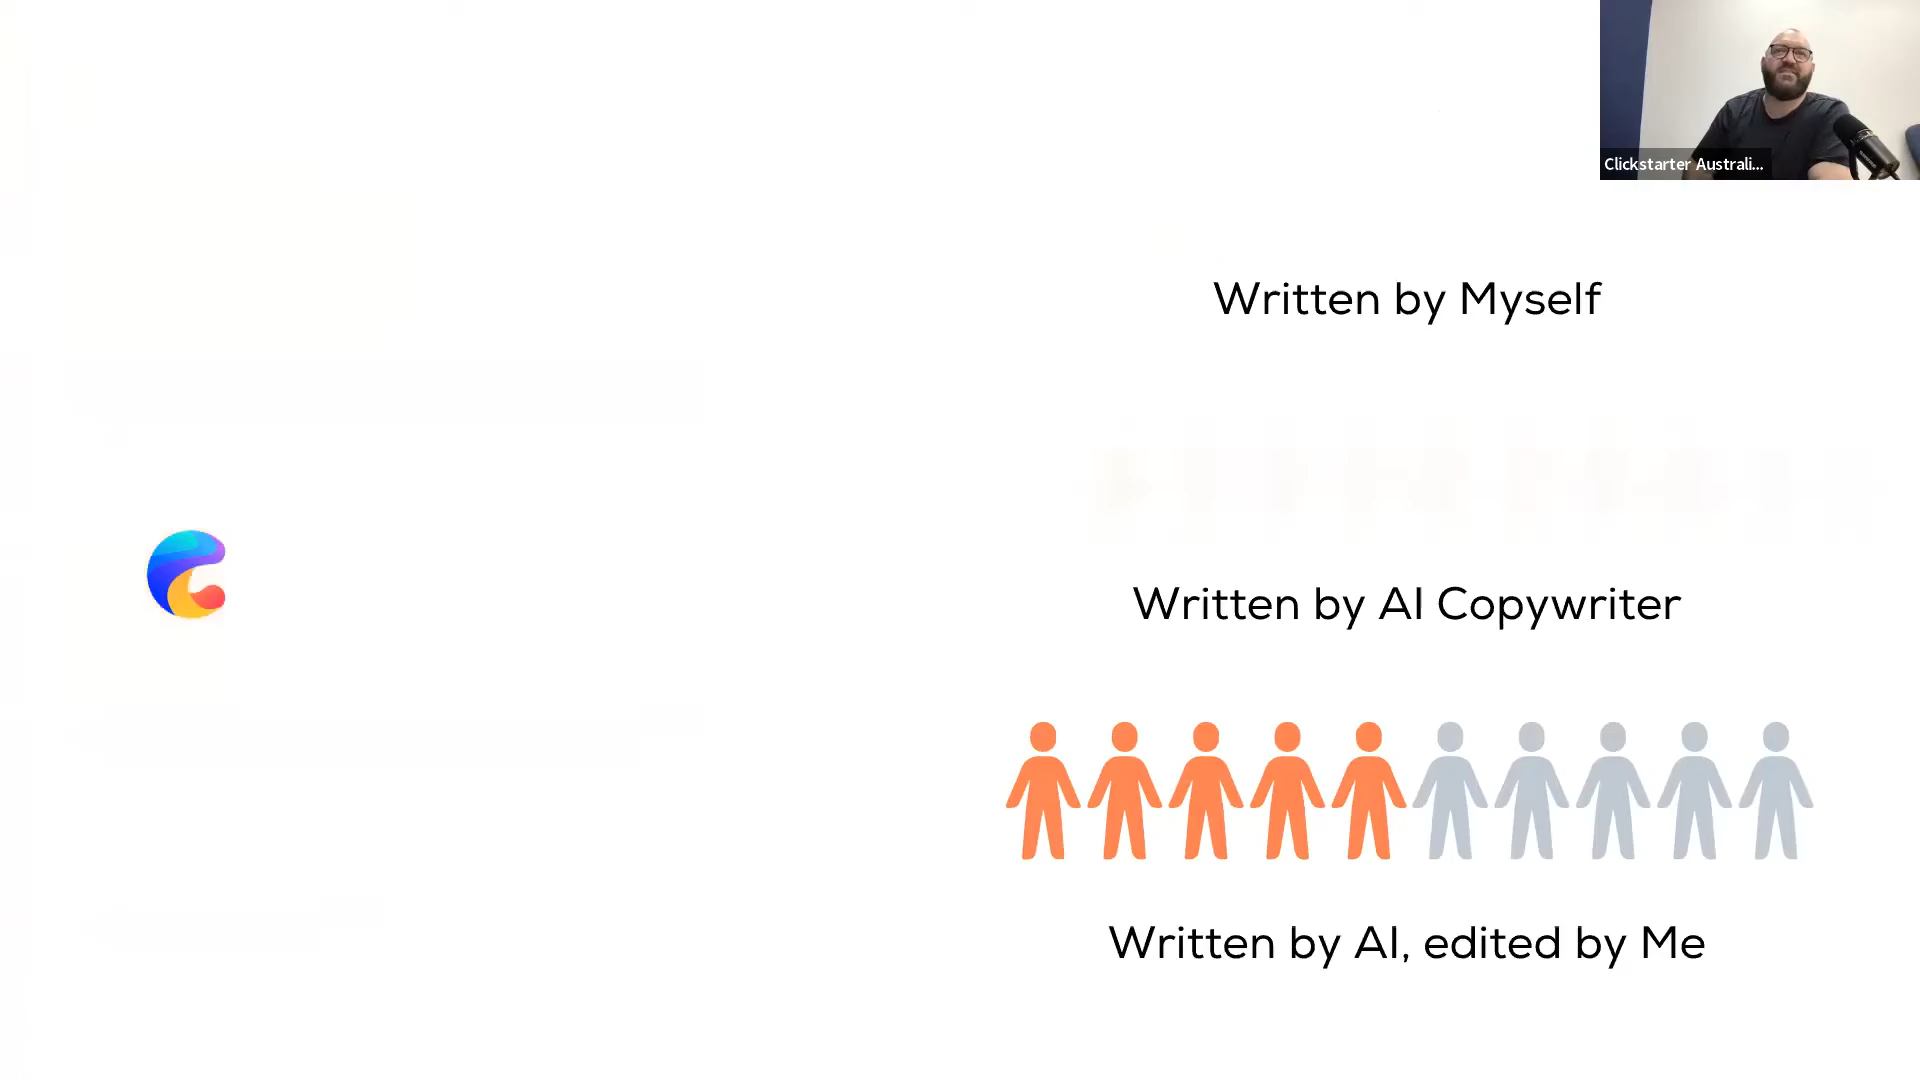 Clickstarter Australi...
Written by Myself
Written by AI Copywriter
Written by AI, edited by Me